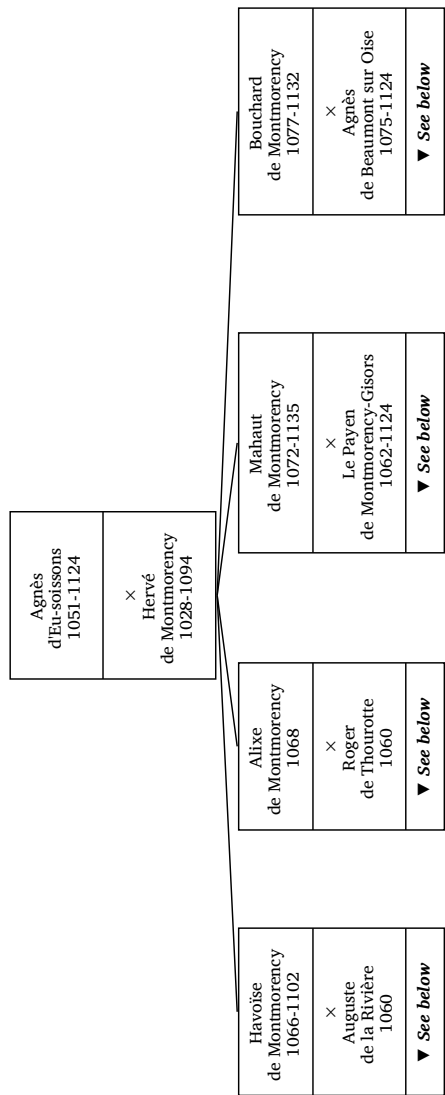 Agnès
d'Eu-soissons
1051-1124
×
Hervé
de Montmorency
1028-1094
Havoïse
de Montmorency
1066-1102
×
Auguste
de la Rivière
1060
▼ See below
Alixe
de Montmorency
1068
×
Roger
de Thourotte
1060
▼ See below
Mahaut
de Montmorency
1072-1135
×
Le Payen
de Montmorency-Gisors
1062-1124
▼ See below
Bouchard
de Montmorency
1077-1132
×
Agnès
de Beaumont sur Oise
1075-1124
▼ See below